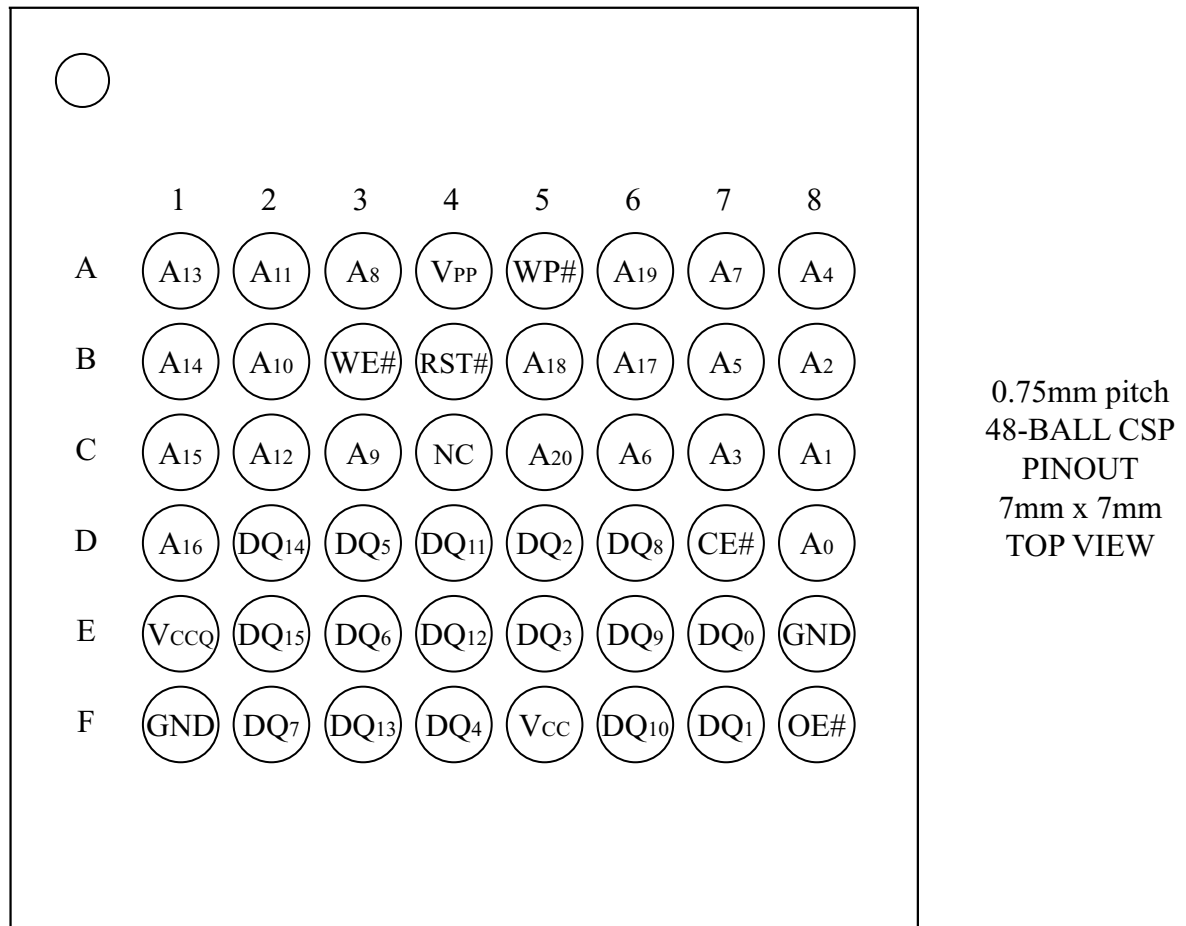 1 2 3 4 5 6 7 8
A A13 A11 A8 VPP WP# A19 A7 A4
B A14 A10 WE# RST# A18 A17 A5 A2
C A15 A12 A9 NC A20 A6 A3 A1
D A16 DQ14 DQ5 DQ11 DQ2 DQ8 CE# A0
E VCCQ DQ15 DQ6 DQ12 DQ3 DQ9 DQ0 GND
F GND DQ7 DQ13 DQ4 VCC DQ10 DQ1 OE#
0.75mm pitch
48-BALL CSP
PINOUT
7mm x 7mm
TOP VIEW